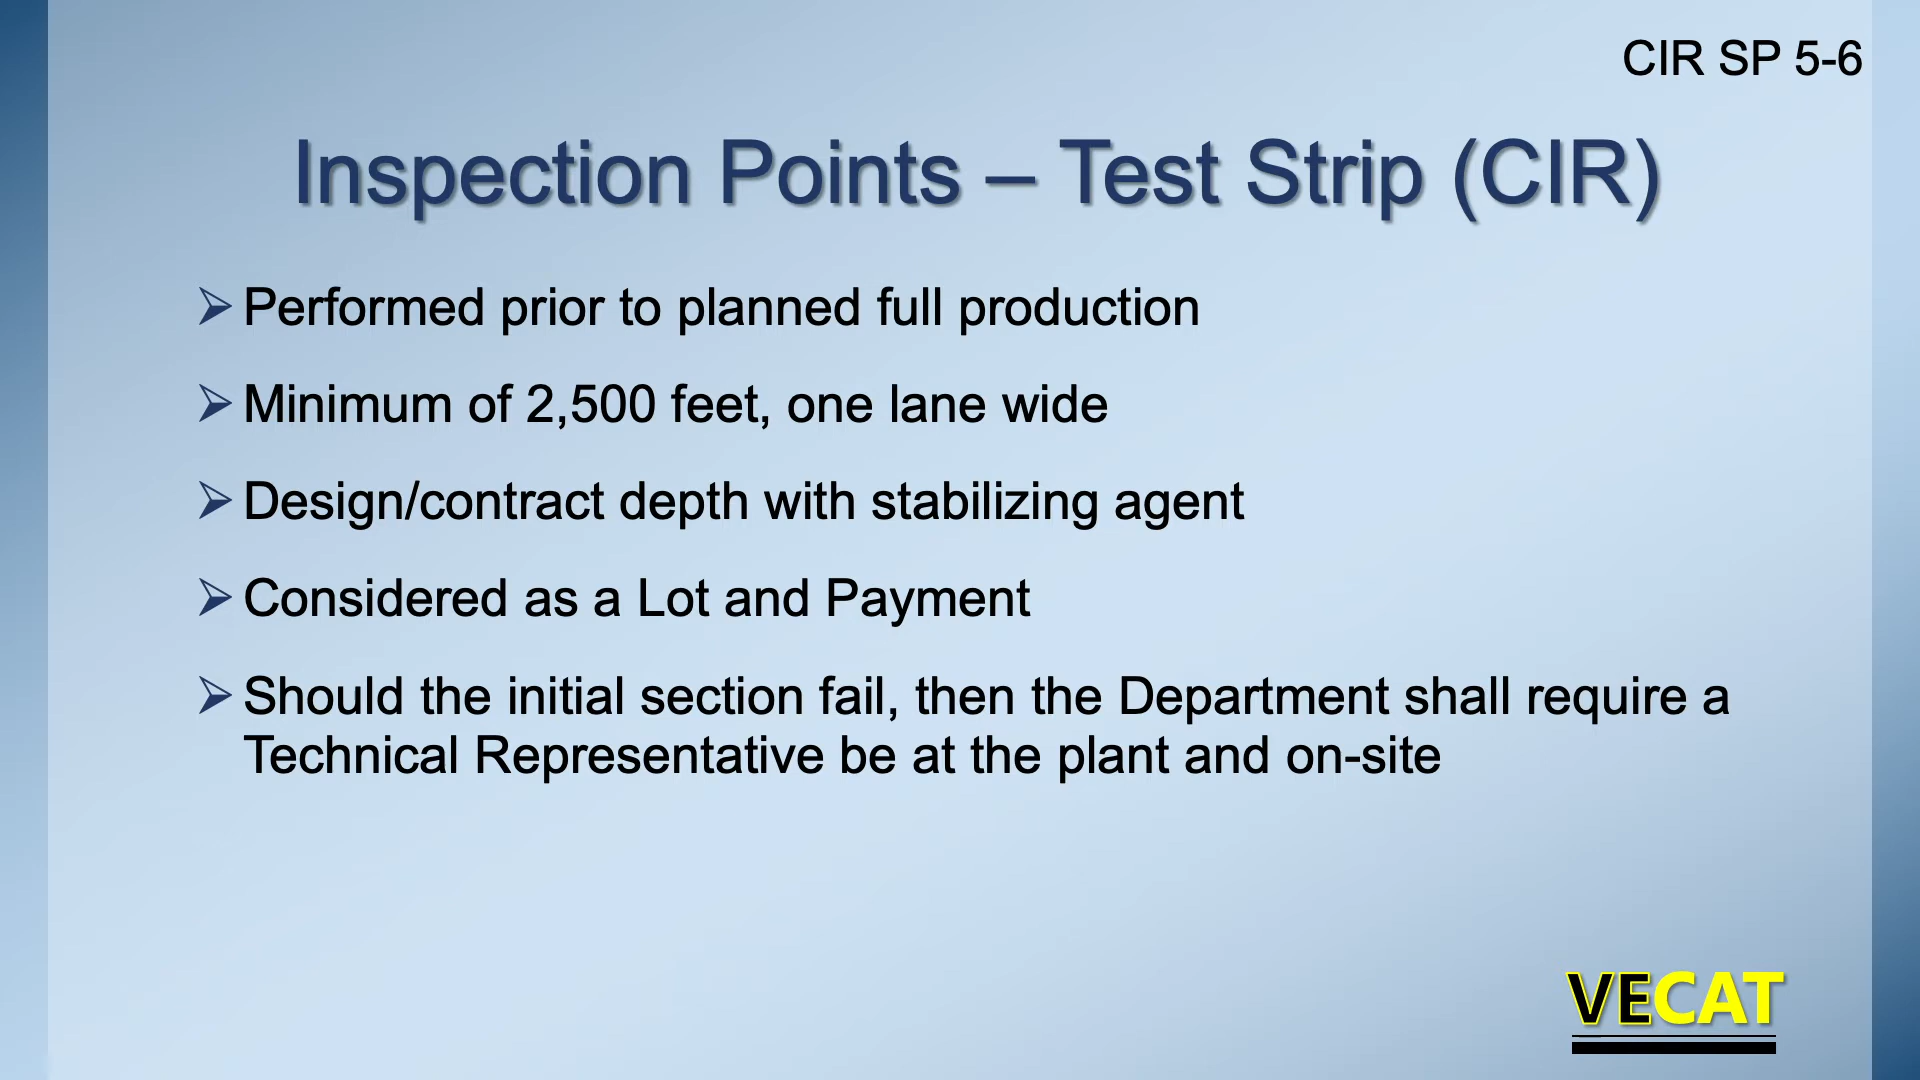 CIR SP 5-6
Inspection Points – Test Strip (CIR)
➢ Performed prior to planned full production
➢ Minimum of 2,500 feet, one lane wide
➢ Design/contract depth with stabilizing agent
➢ Considered as a Lot and Payment
➢ Should the initial section fail, then the Department shall require a
Technical Representative be at the plant and on-site
VECAT